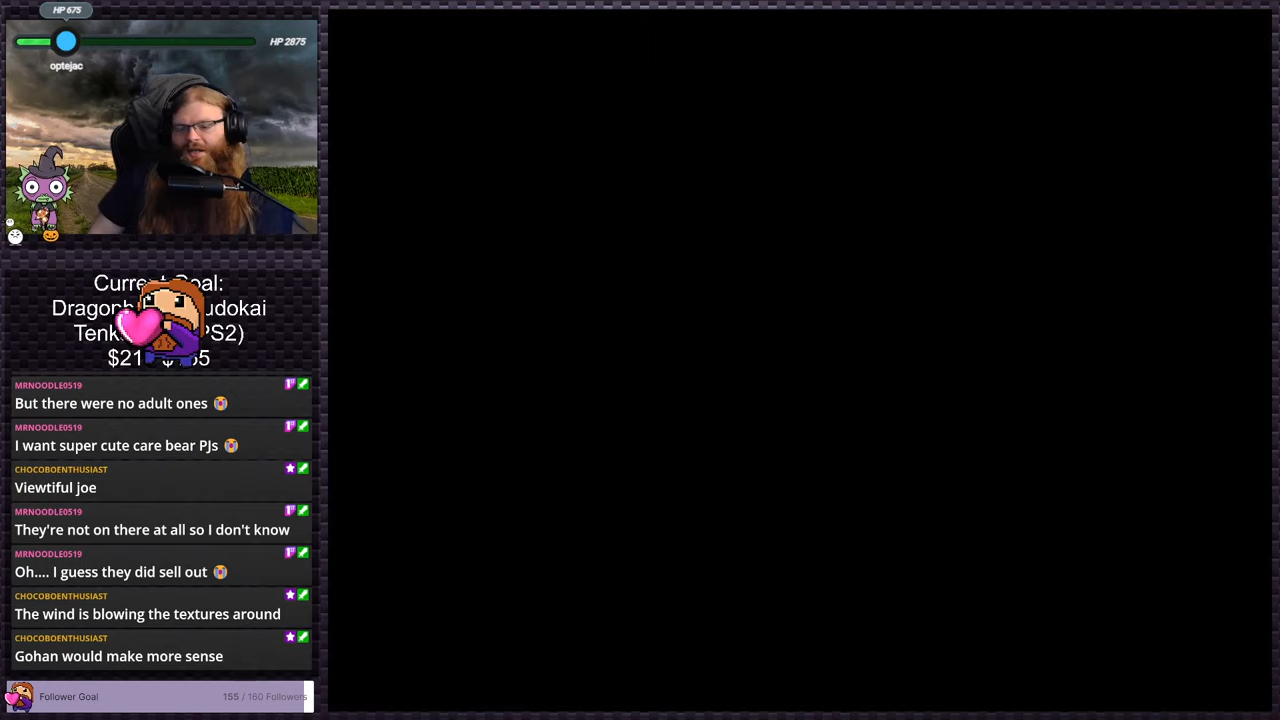 HP 675
HP 2875
optejac
Current Goal:
Dragonb udokai
Tenk PS2)
$21 $ 5
MRNOODLE0519
But there were no adult ones
MRNOODLE0519
I want super cute care bear PJs
CHOCOBOENTHUSIAST
Viewtiful joe
MRNOODLE0519
They're not on there at all so I don't know
MRNOODLE0519
Oh.... I guess they did sell out
CHOCOBOENTHUSIAST
The wind is blowing the textures around
CHOCOBOENTHUSIAST
Gohan would make more sense
Follower Goal
155 / 160 Followers